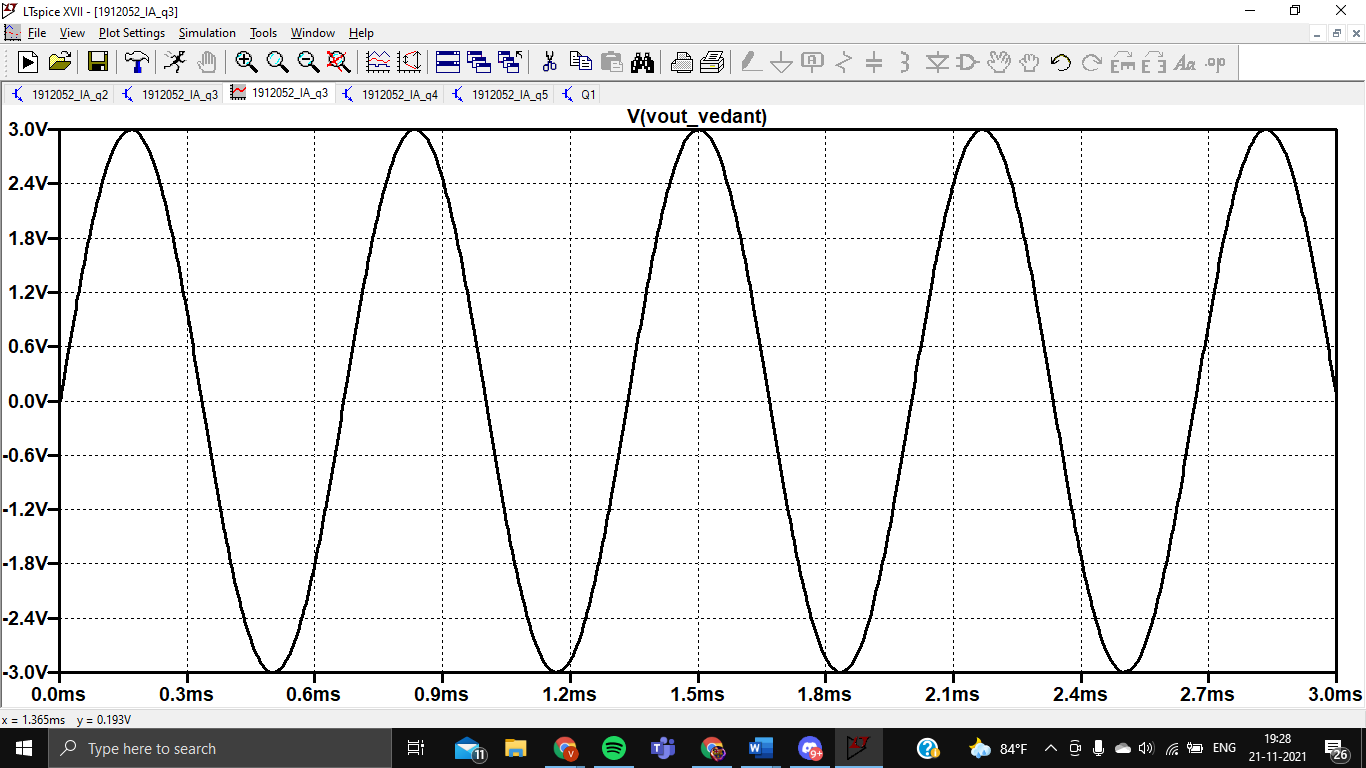 LTspice XVII - [1912052_IA_q3]
File View Plot Settings Simulation Tools Window Help
1912052_IA_q2 1912052_IA_q3 1912052_IA_q3 1912052_IA_q4 1912052_IA_q5 Q1
V(vout_vedant)
3.0V
2.4V
1.8V
1.2V
0.6V
0.0V
-0.6V
-1.2V
-1.8V
-2.4V
-3.0V
0.0ms 0.3ms 0.6ms 0.9ms 1.2ms 1.5ms 1.8ms 2.1ms 2.4ms 2.7ms 3.0ms
x = 1.365ms y = 0.193V
Type here to search 11 V 9+ 84°F ENG 19:28
21-11-2021 26